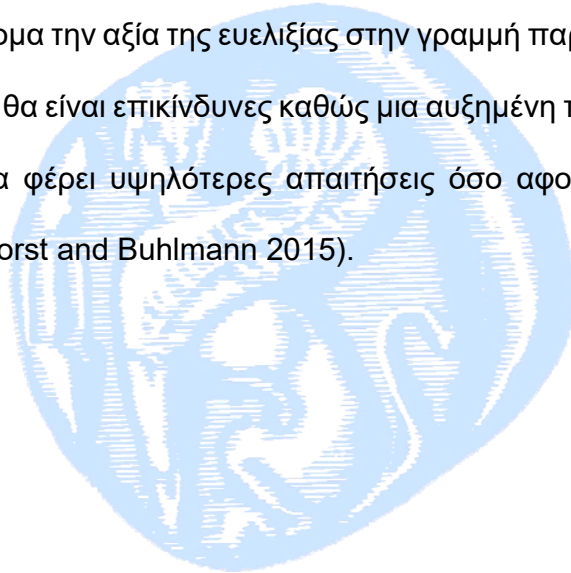 ομα την αξία της ευελιξίας στην γραμμή παρ
θα είναι επικίνδυνες καθώς μια αυξημένη τ
α φέρει υψηλότερες απαιτήσεις όσο αφο
orst and Buhlmann 2015).